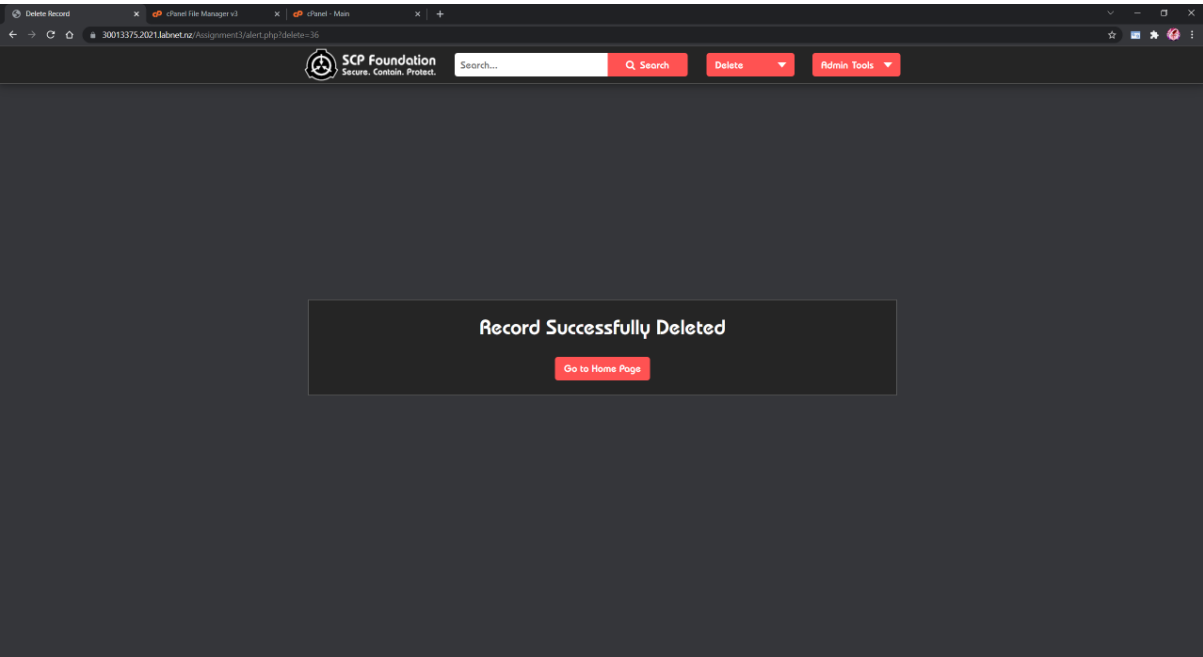 Delete Record
cPanel File Manager v3
cPanel - Main
30013375.2021.labnet.nz/Assignment3/alert.php?delete=36
SCP Foundation
Secure. Contain. Protect.
Search...
Search
Delete
Admin Tools
Record Successfully Deleted
Go to Home Page